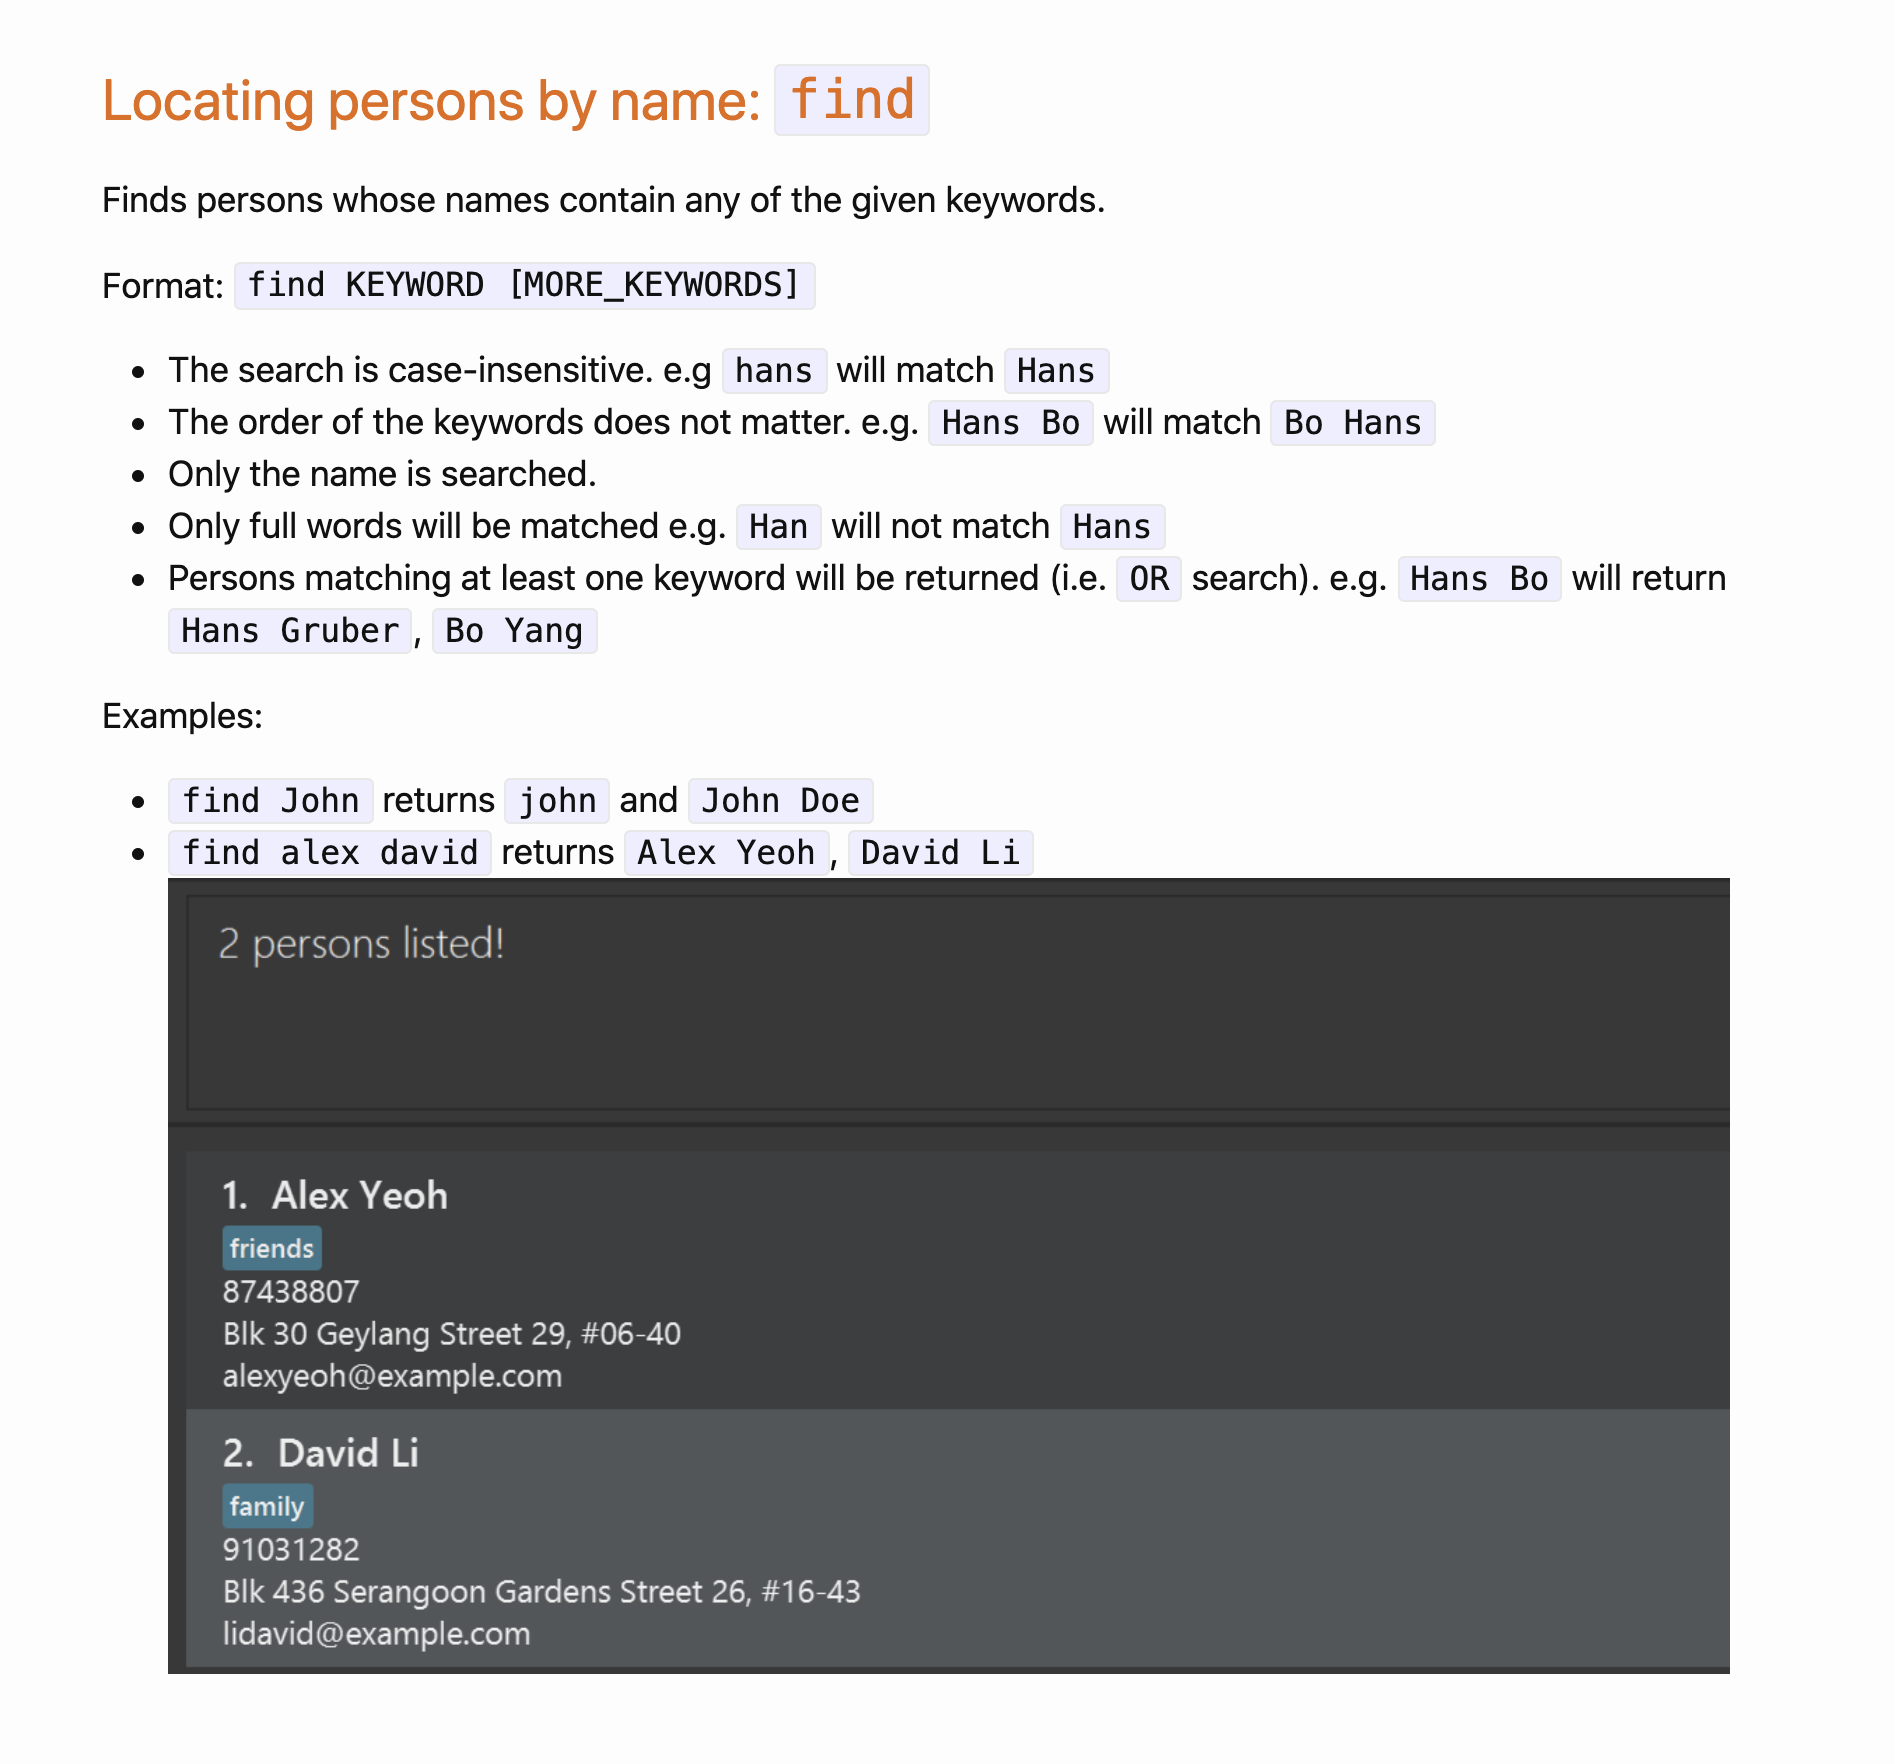 Locating persons by name: find
Finds persons whose names contain any of the given keywords.
Format: find KEYWORD [MORE_KEYWORDS]
• The search is case-insensitive. e.g hans will match Hans
• The order of the keywords does not matter. e.g. Hans Bo will match Bo Hans
• Only the name is searched.
• Only full words will be matched e.g. Han will not match Hans
• Persons matching at least one keyword will be returned (i.e. OR search). e.g. Hans Bo will return
Hans Gruber, Bo Yang
Examples:
• find John returns john and John Doe
• find alex david returns Alex Yeoh, David Li
2 persons listed!
1. Alex Yeoh
friends
87438807
Blk 30 Geylang Street 29, #06-40
alexyeoh@example.com
2. David Li
family
91031282
Blk 436 Serangoon Gardens Street 26, #16-43
lidavid@example.com